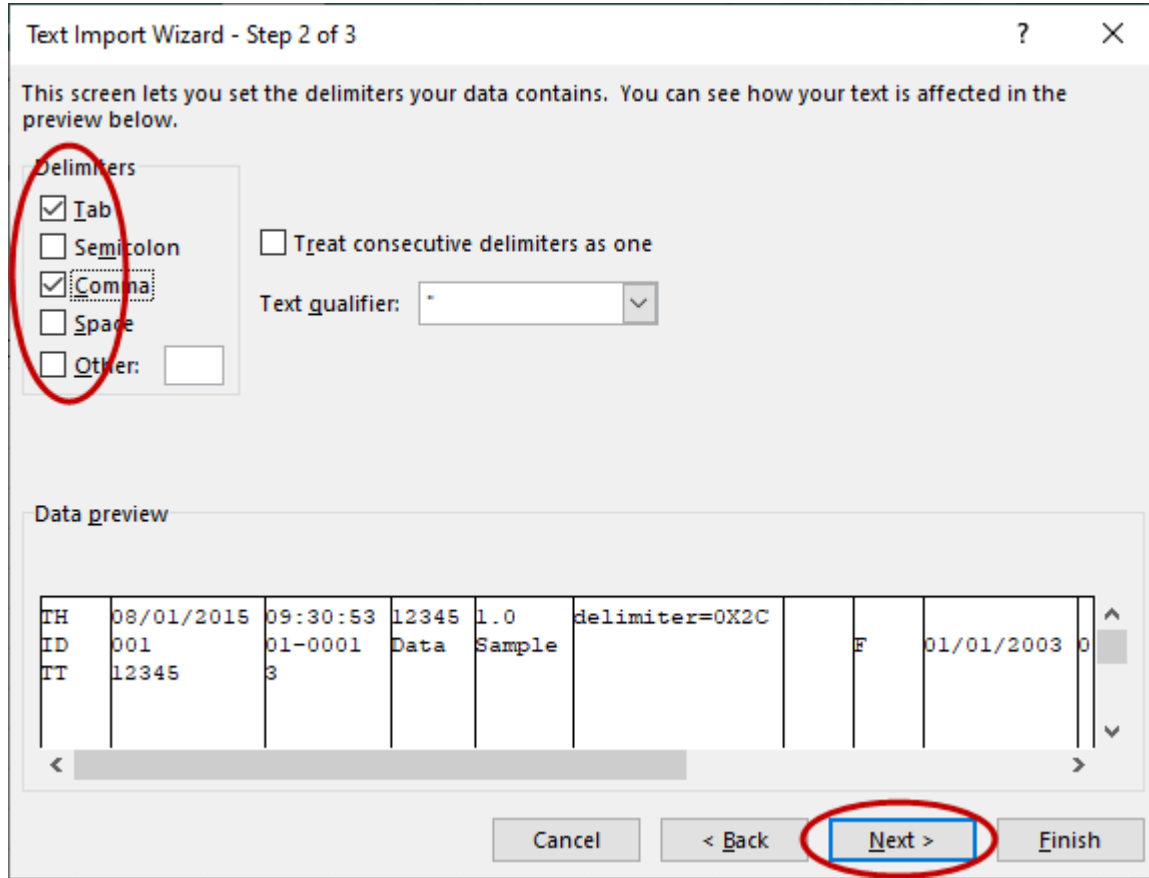 Text Import Wizard - Step 2 of 3 ? ×
This screen lets you set the delimiters your data contains.  You can see how your text is affected in the
preview below.
Delimiters
Tab
Semicolon
Comma
Space
Other:
Treat consecutive delimiters as one
Text qualifier: "
Data preview
TH 08/01/2015 09:30:53 12345 1.0 delimiter=0X2C
ID 001 01-0001 Data Sample F 01/01/2003 0
TT 12345 3
Cancel < Back Next > Finish